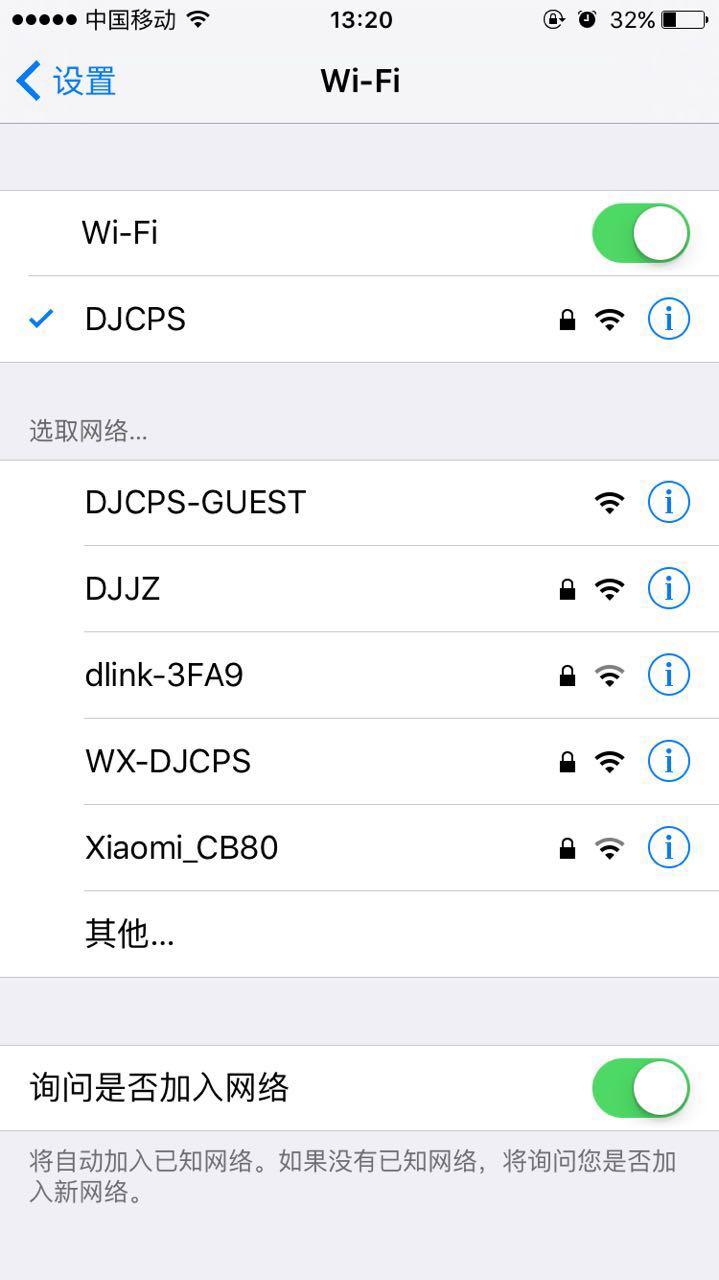 中国移动 13:20 32%
设置 Wi-Fi
Wi-Fi
DJCPS
选取网络...
DJCPS-GUEST
DJJZ
dlink-3FA9
WX-DJCPS
Xiaomi_CB80
其他...
询问是否加入网络
将自动加入已知网络。如果没有已知网络，将询问您是否加
入新网络。